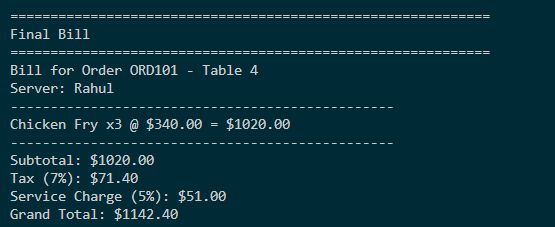 ============================================================
Final Bill
============================================================
Bill for Order ORD101 - Table 4
Server: Rahul
------------------------------------------------
Chicken Fry x3 @ $340.00 = $1020.00
------------------------------------------------
Subtotal: $1020.00
Tax (7%): $71.40
Service Charge (5%): $51.00
Grand Total: $1142.40